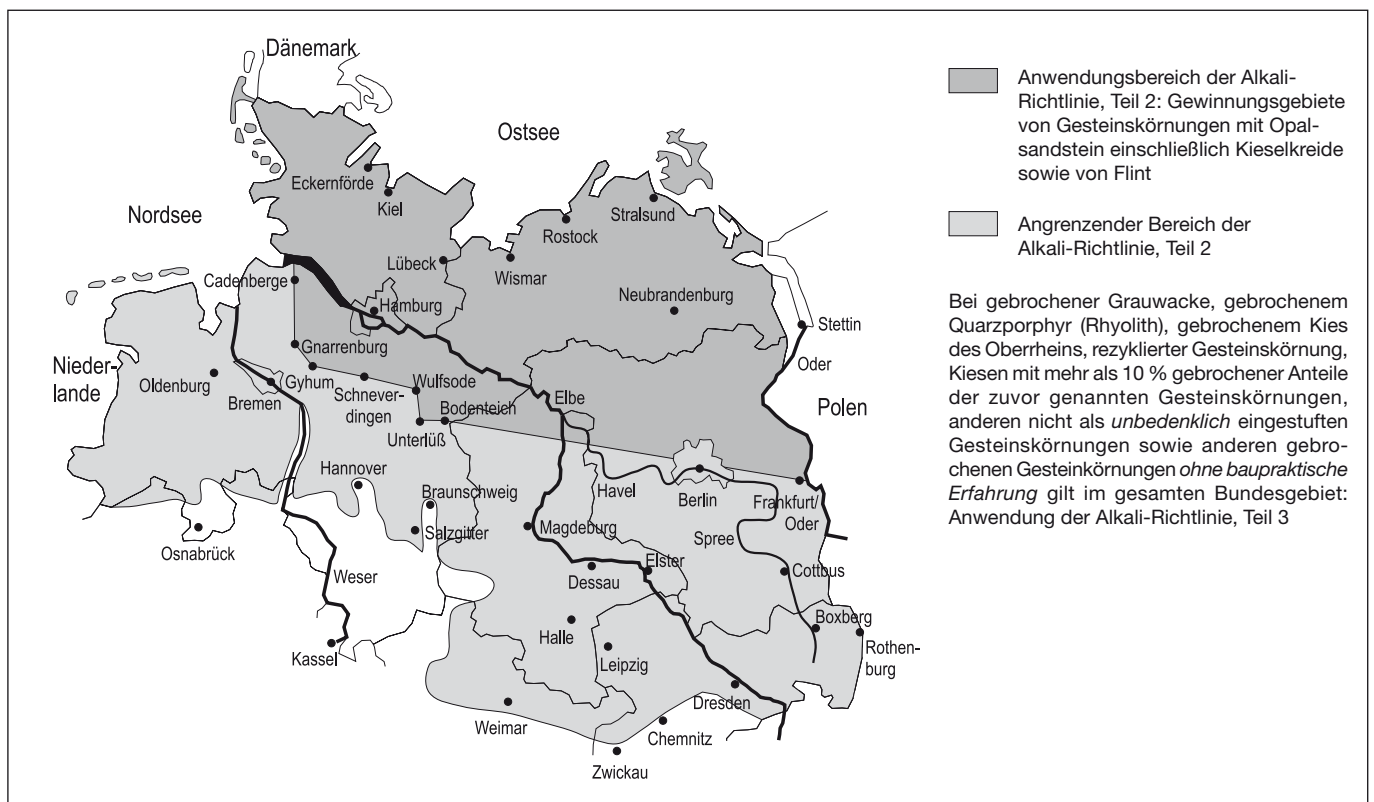 Dänemark
Ostsee
Nordsee
Eckernförde
Kiel
Stralsund
Rostock
Lübeck
Wismar
Cadenberge
Hamburg
Neubrandenburg
Stettin
Gnarrenburg
Oder
Nieder-
lande
Oldenburg
Bremen
Gyhum
Schnever-
dingen
Wulfsode
Bodenteich
Unterlüß
Elbe
Polen
Hannover
Braunschweig
Havel
Berlin
Frankfurt/
Oder
Salzgitter
Magdeburg
Spree
Osnabrück
Weser
Dessau
Elster
Cottbus
Boxberg
Halle
Kassel
Leipzig
Rothen-
burg
Dresden
Weimar
Chemnitz
Zwickau
Anwendungsbereich der Alkali-
Richtlinie, Teil 2: Gewinnungsgebiete
von Gesteinskörnungen mit Opal-
sandstein einschließlich Kieselkreide
sowie von Flint
Angrenzender Bereich der
Alkali-Richtlinie, Teil 2
Bei gebrochener Grauwacke, gebrochenem
Quarzporphyr (Rhyolith), gebrochenem Kies
des Oberrheins, rezyklierter Gesteinskörnung,
Kiesen mit mehr als 10 % gebrochener Anteile
der zuvor genannten Gesteinskörnungen,
anderen nicht als unbedenklich eingestuften
Gesteinskörnungen sowie anderen gebro-
chenen Gesteinkörnungen ohne baupraktische
Erfahrung gilt im gesamten Bundesgebiet:
Anwendung der Alkali-Richtlinie, Teil 3